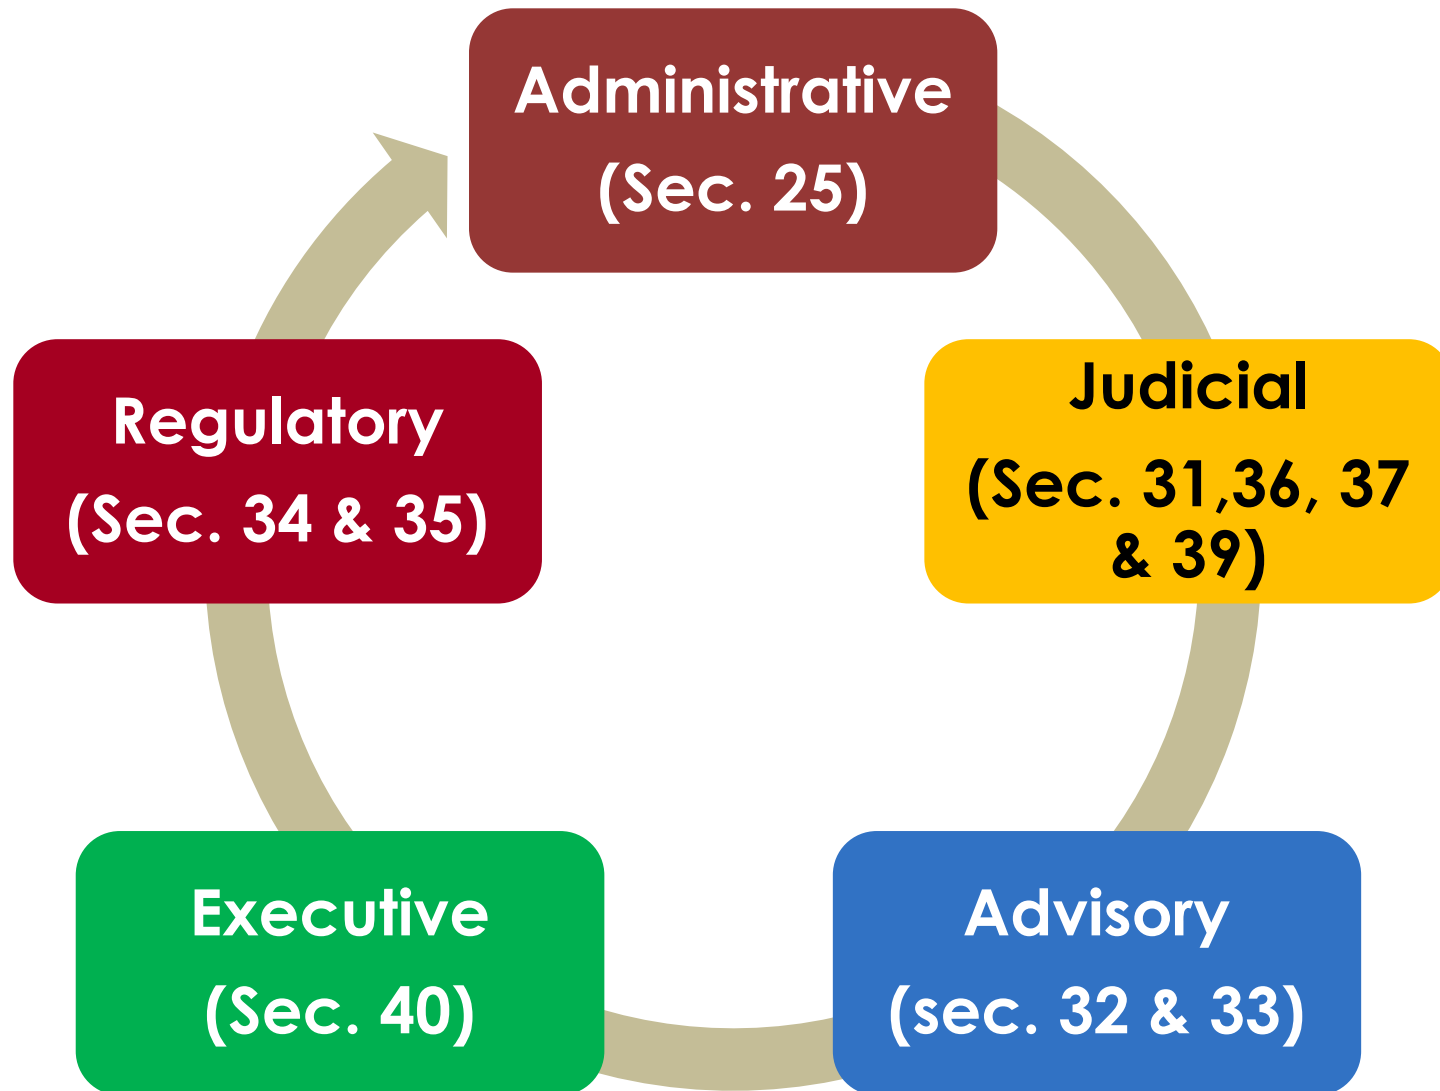 Administrative
(Sec. 25)
Judicial
(Sec. 31,36, 37
& 39)
Advisory
(sec. 32 & 33)
Executive
(Sec. 40)
Regulatory
(Sec. 34 & 35)